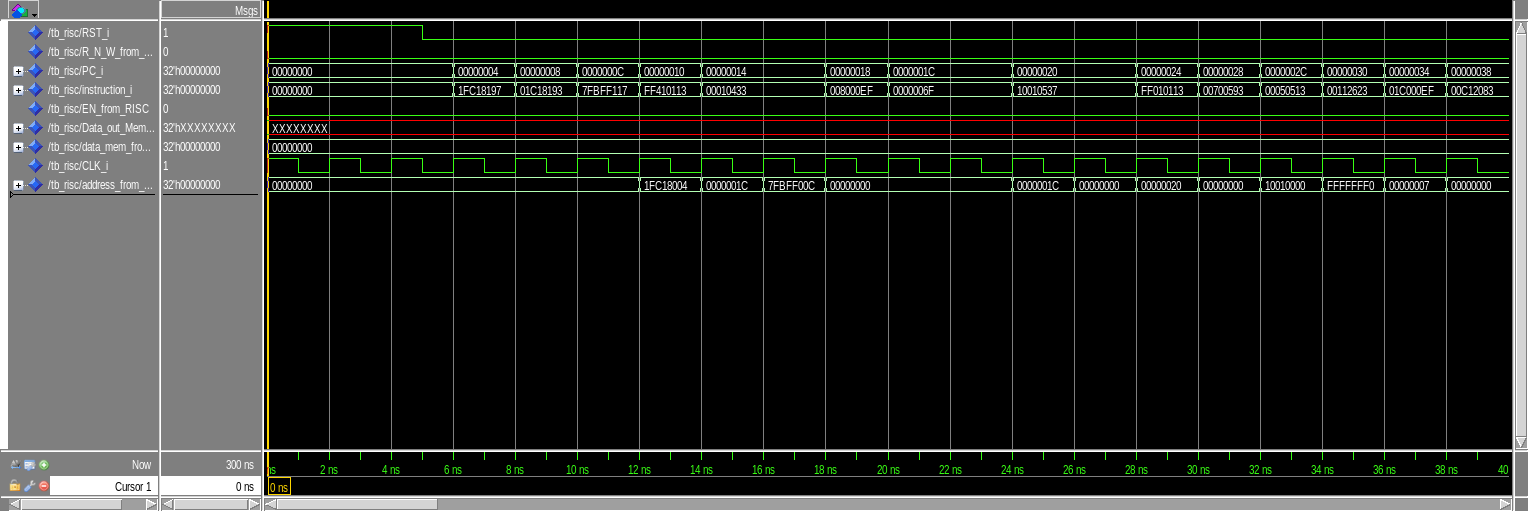 Msgs
/tb_risc/RST_i 1
/tb_risc/R_N_W_from_... 0
/tb_risc/PC_i 32'h00000000 00000000 00000004 00000008 0000000C 00000010 00000014 00000018 0000001C 00000020 00000024 00000028 0000002C 00000030 00000034 00000038
/tb_risc/instruction_i 32'h00000000 00000000 1FC18197 01C18193 7FBFF117 FF410113 00010433 008000EF 0000006F 10010537 FF010113 00700593 00050513 00112623 01C000EF 00C12083
/tb_risc/EN_from_RISC 0
/tb_risc/Data_out_Mem... 32'hXXXXXXXX XXXXXXXX
/tb_risc/data_mem_fro... 32'h00000000 00000000
/tb_risc/CLK_i 1
/tb_risc/address_from_... 32'h00000000 00000000 1FC18004 0000001C 7FBFF00C 00000000 0000001C 00000000 00000020 00000000 10010000 FFFFFFF0 00000007 00000000
Now 300 ns ns 2 ns 4 ns 6 ns 8 ns 10 ns 12 ns 14 ns 16 ns 18 ns 20 ns 22 ns 24 ns 26 ns 28 ns 30 ns 32 ns 34 ns 36 ns 38 ns 40
Cursor 1 0 ns 0 ns